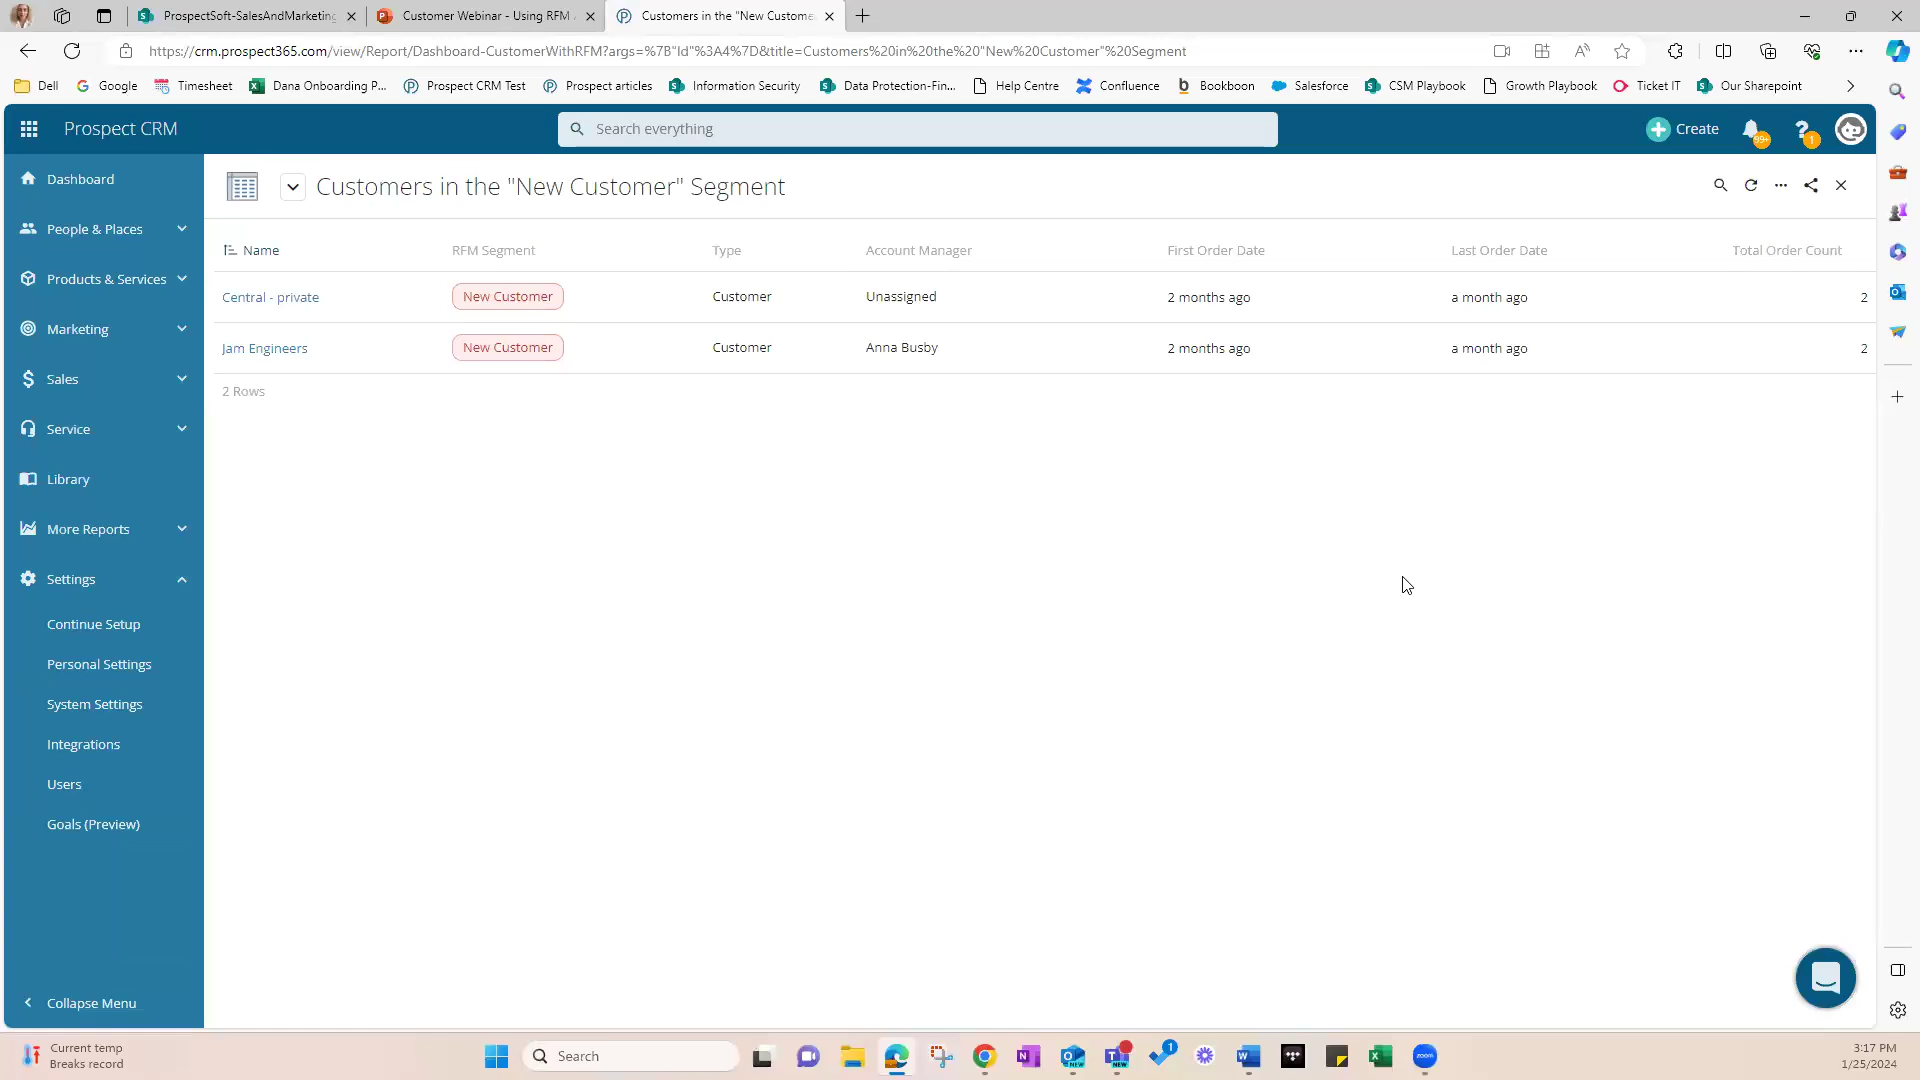 ProspectSoft-SalesAndMarketing
Customer Webinar - Using RFM
Customers in the "New Custome
https://crm.prospect365.com/view/Report/Dashboard-CustomerWithRFM?args=%7B"Id"%3A4%7D&title=Customers%20in%20the%20"New%20Customer"%20Segment
Dell
Google
Timesheet
Dana Onboarding P...
Prospect CRM Test
Prospect articles
Information Security
Data Protection-Fin...
Help Centre
Confluence
Bookboon
Salesforce
CSM Playbook
Growth Playbook
Ticket IT
Our Sharepoint
Prospect CRM
Search everything
Create
99+
1
Dashboard
People & Places
Products & Services
Marketing
Sales
Service
Library
More Reports
Settings
Continue Setup
Personal Settings
System Settings
Integrations
Users
Goals (Preview)
Collapse Menu
Customers in the "New Customer" Segment
Name RFM Segment Type Account Manager First Order Date Last Order Date Total Order Count
Central - private New Customer Customer Unassigned 2 months ago a month ago 2
Jam Engineers New Customer Customer Anna Busby 2 months ago a month ago 2
2 Rows
Current temp
Breaks record
Search
NEW
NEW
1
zoom
3:17 PM
1/25/2024